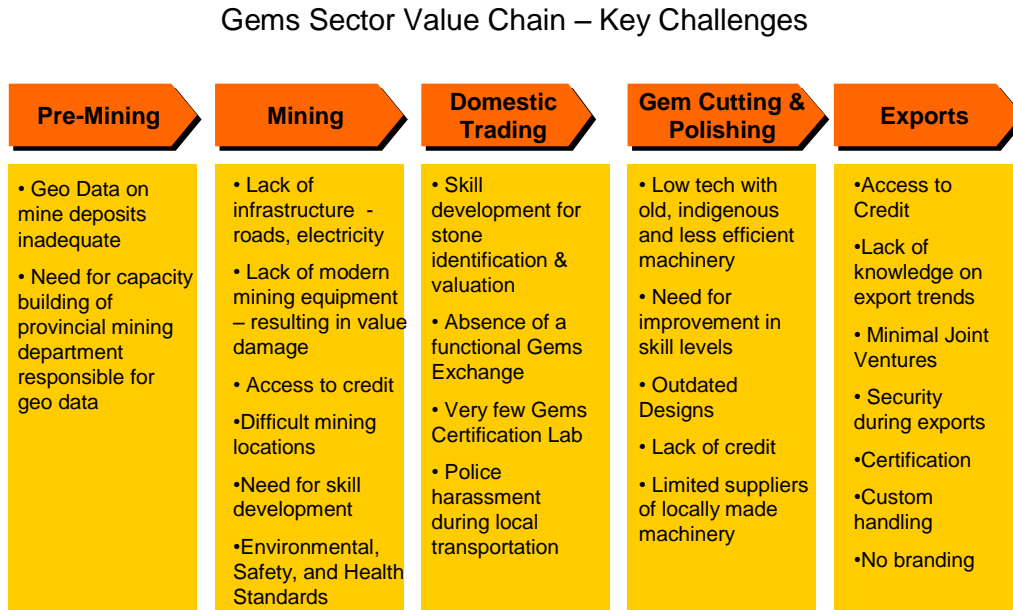 Gems Sector Value Chain – Key Challenges
Pre-Mining
• Geo Data on
mine deposits
inadequate
• Need for capacity
building of
provincial mining
department
responsible for
geo data
Mining
• Lack of
infrastructure -
roads, electricity
• Lack of modern
mining equipment
– resulting in value
damage
• Access to credit
•Difficult mining
locations
•Need for skill
development
•Environmental,
Safety, and Health
Standards
Domestic
Trading
• Skill
development for
stone
identification &
valuation
• Absence of a
functional Gems
Exchange
• Very few Gems
Certification Lab
• Police
harassment
during local
transportation
Gem Cutting &
Polishing
• Low tech with
old, indigenous
and less efficient
machinery
• Need for
improvement in
skill levels
• Outdated
Designs
• Lack of credit
• Limited suppliers
of locally made
machinery
Exports
•Access to
Credit
•Lack of
knowledge on
export trends
• Minimal Joint
Ventures
• Security
during exports
•Certification
•Custom
handling
•No branding